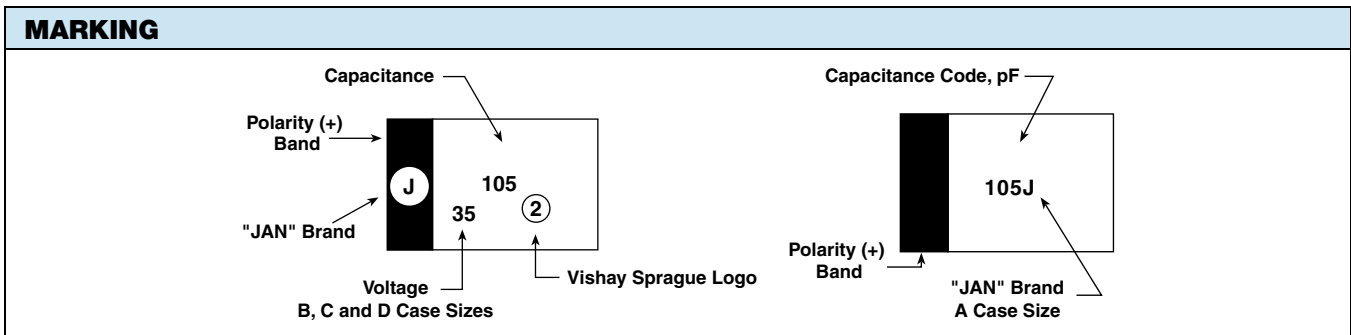 MARKING
Capacitance
Polarity (+)
Band
J
105
35
2
"JAN" Brand
Voltage
B, C and D Case Sizes
Vishay Sprague Logo
Capacitance Code, pF
105J
Polarity (+)
Band
"JAN" Brand
A Case Size